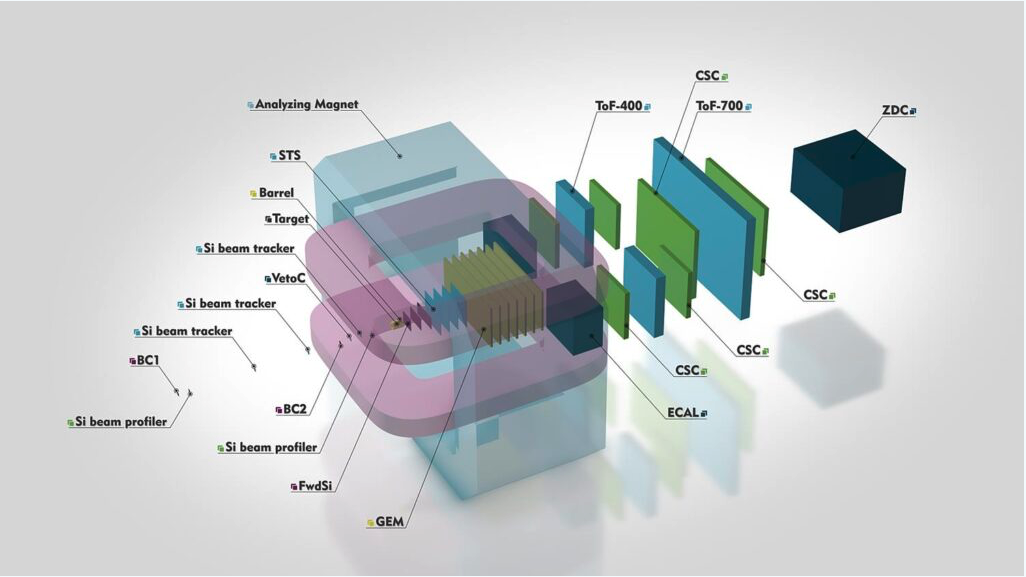 CSC
ToF-400
ToF-700
Analyzing Magnet
ZDC
STS
Barrel
Target
Si beam tracker
VetoC
Si beam tracker
CSC
Si beam tracker
BC1
CSC
CSC
BC2
ECAL
Si beam profiler
Si beam profiler
FwdSi
GEM